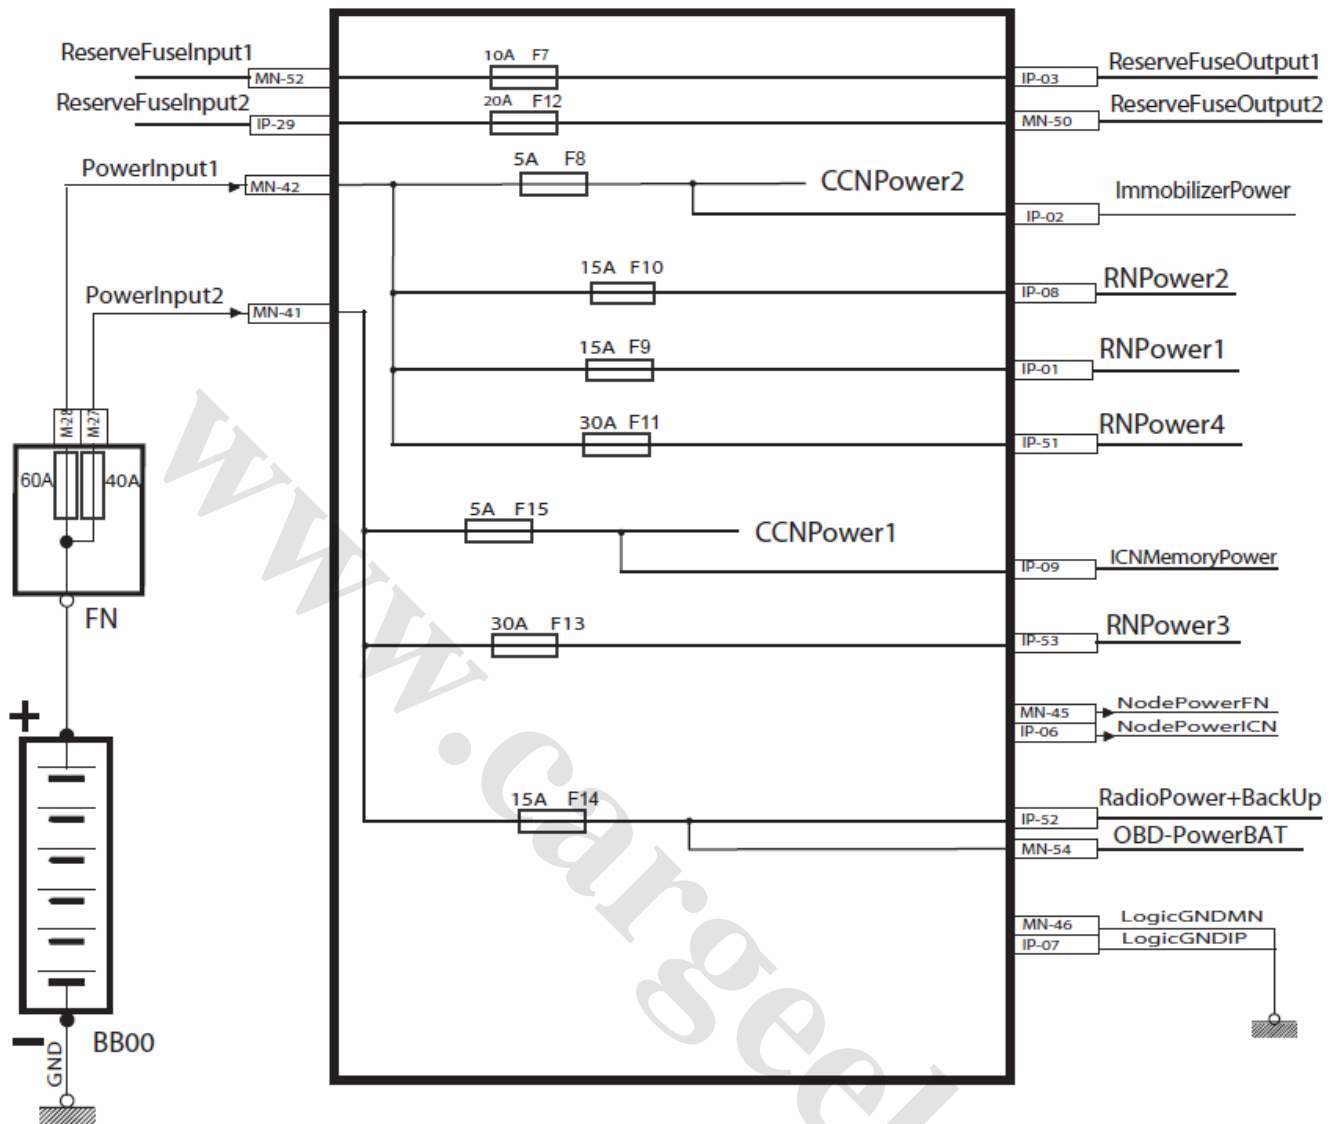 ReserveFuseInput1
MN-52
10A F7
IP-03
ReserveFuseOutput1
ReserveFuseInput2
IP-29
20A F12
MN-50
ReserveFuseOutput2
PowerInput1
MN-42
5A F8
CCNPower2
ImmobilizerPower
IP-02
15A F10
IP-08
RNPower2
PowerInput2
MN-41
15A F9
IP-01
RNPower1
M-28
M-27
30A F11
IP-51
RNPower4
60A
40A
5A F15
CCNPower1
IP-09
ICNMemoryPower
FN
30A F13
IP-53
RNPower3
+
MN-45
NodePowerFN
IP-06
NodePowerICN
15A F14
IP-52
RadioPower+BackUp
MN-54
OBD-PowerBAT
MN-46
LogicGNDMN
IP-07
LogicGNDIP
−
BB00
GND
www.cargeek